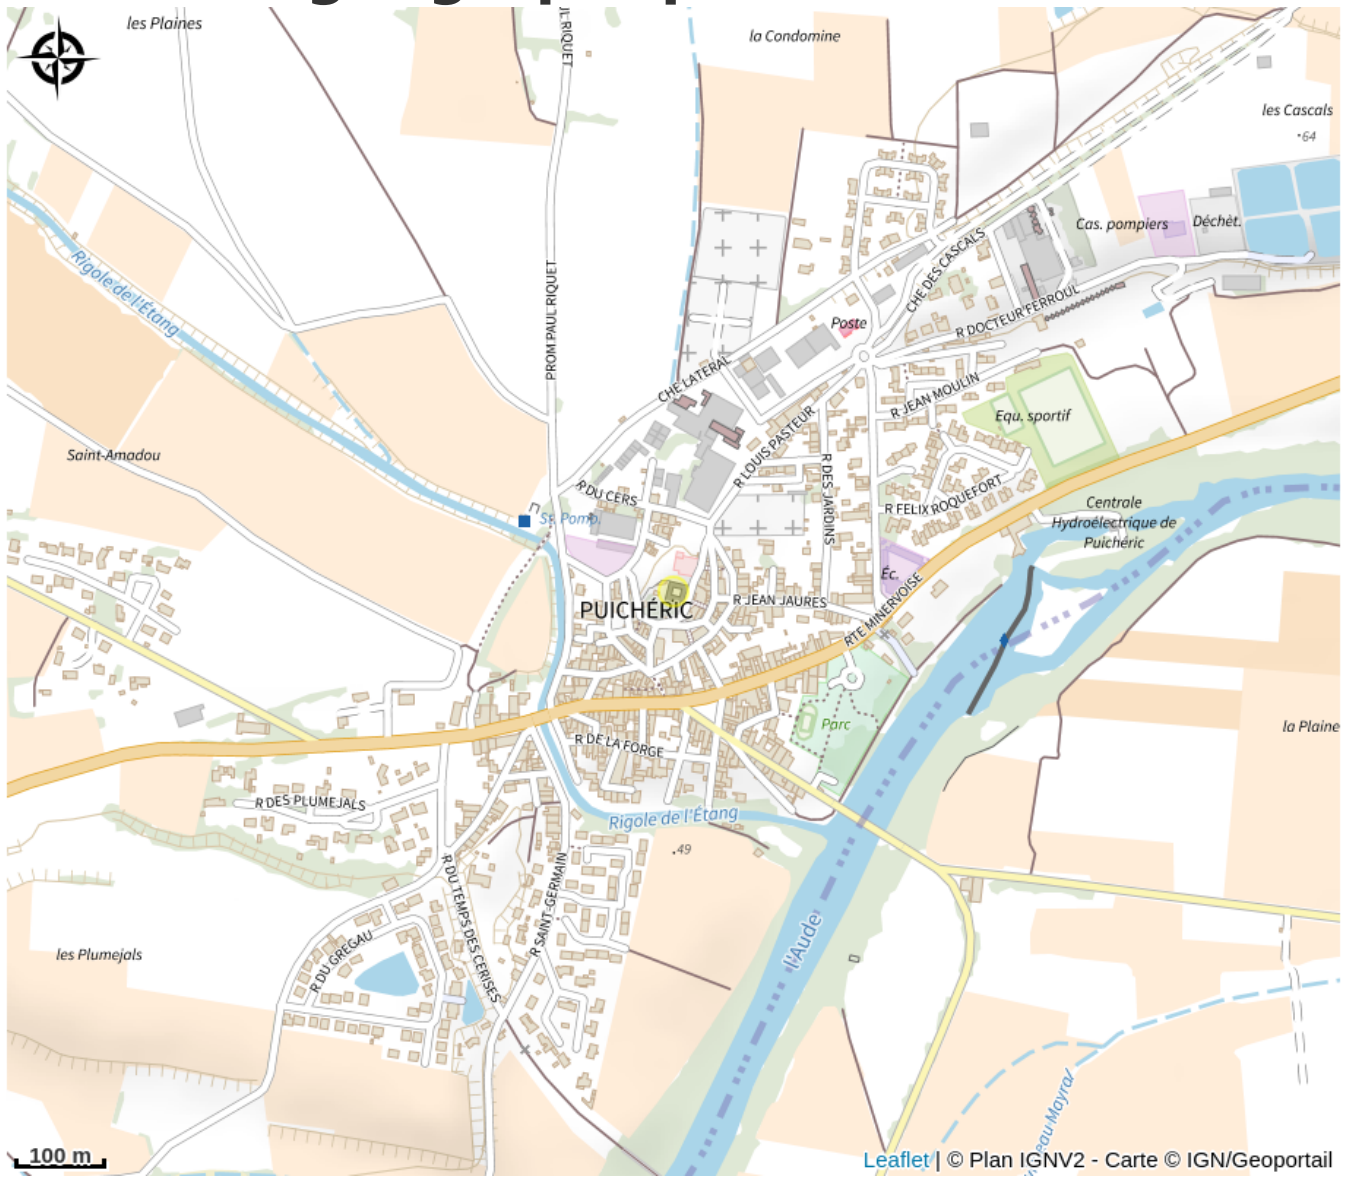 les Plaines
UL RIQUET
la Condomine
les Cascals
64
Cas. pompiers
Déchèt.
Rigole de l'Étang
PROM PAUL RIQUET
CHE DES CASCALS
R DOCTEUR FERROUL
Poste
CHE LATERAL
R JEAN MOULIN
Equ. sportif
R LOUIS PASTEUR
Saint-Amadou
R DES JARDINS
R DU CERS
R FELIX ROQUEFORT
Centrale
Hydroélectrique de
Puichéric
St. Pomp.
Éc.
PUICHÉRIC
R JEAN JAURES
RTE MINERVOISE
Parc
la Plaine
R DE LA FORGE
R DES PLUMEJALS
Rigole de l'Étang
49
R DU TEMPS DES CERISES
R SAINT-GERMAIN
R DU GREGAU
les Plumejals
l'Aude
eau Mayral
100 m
Leaflet | © Plan IGNV2 - Carte © IGN/Geoportail